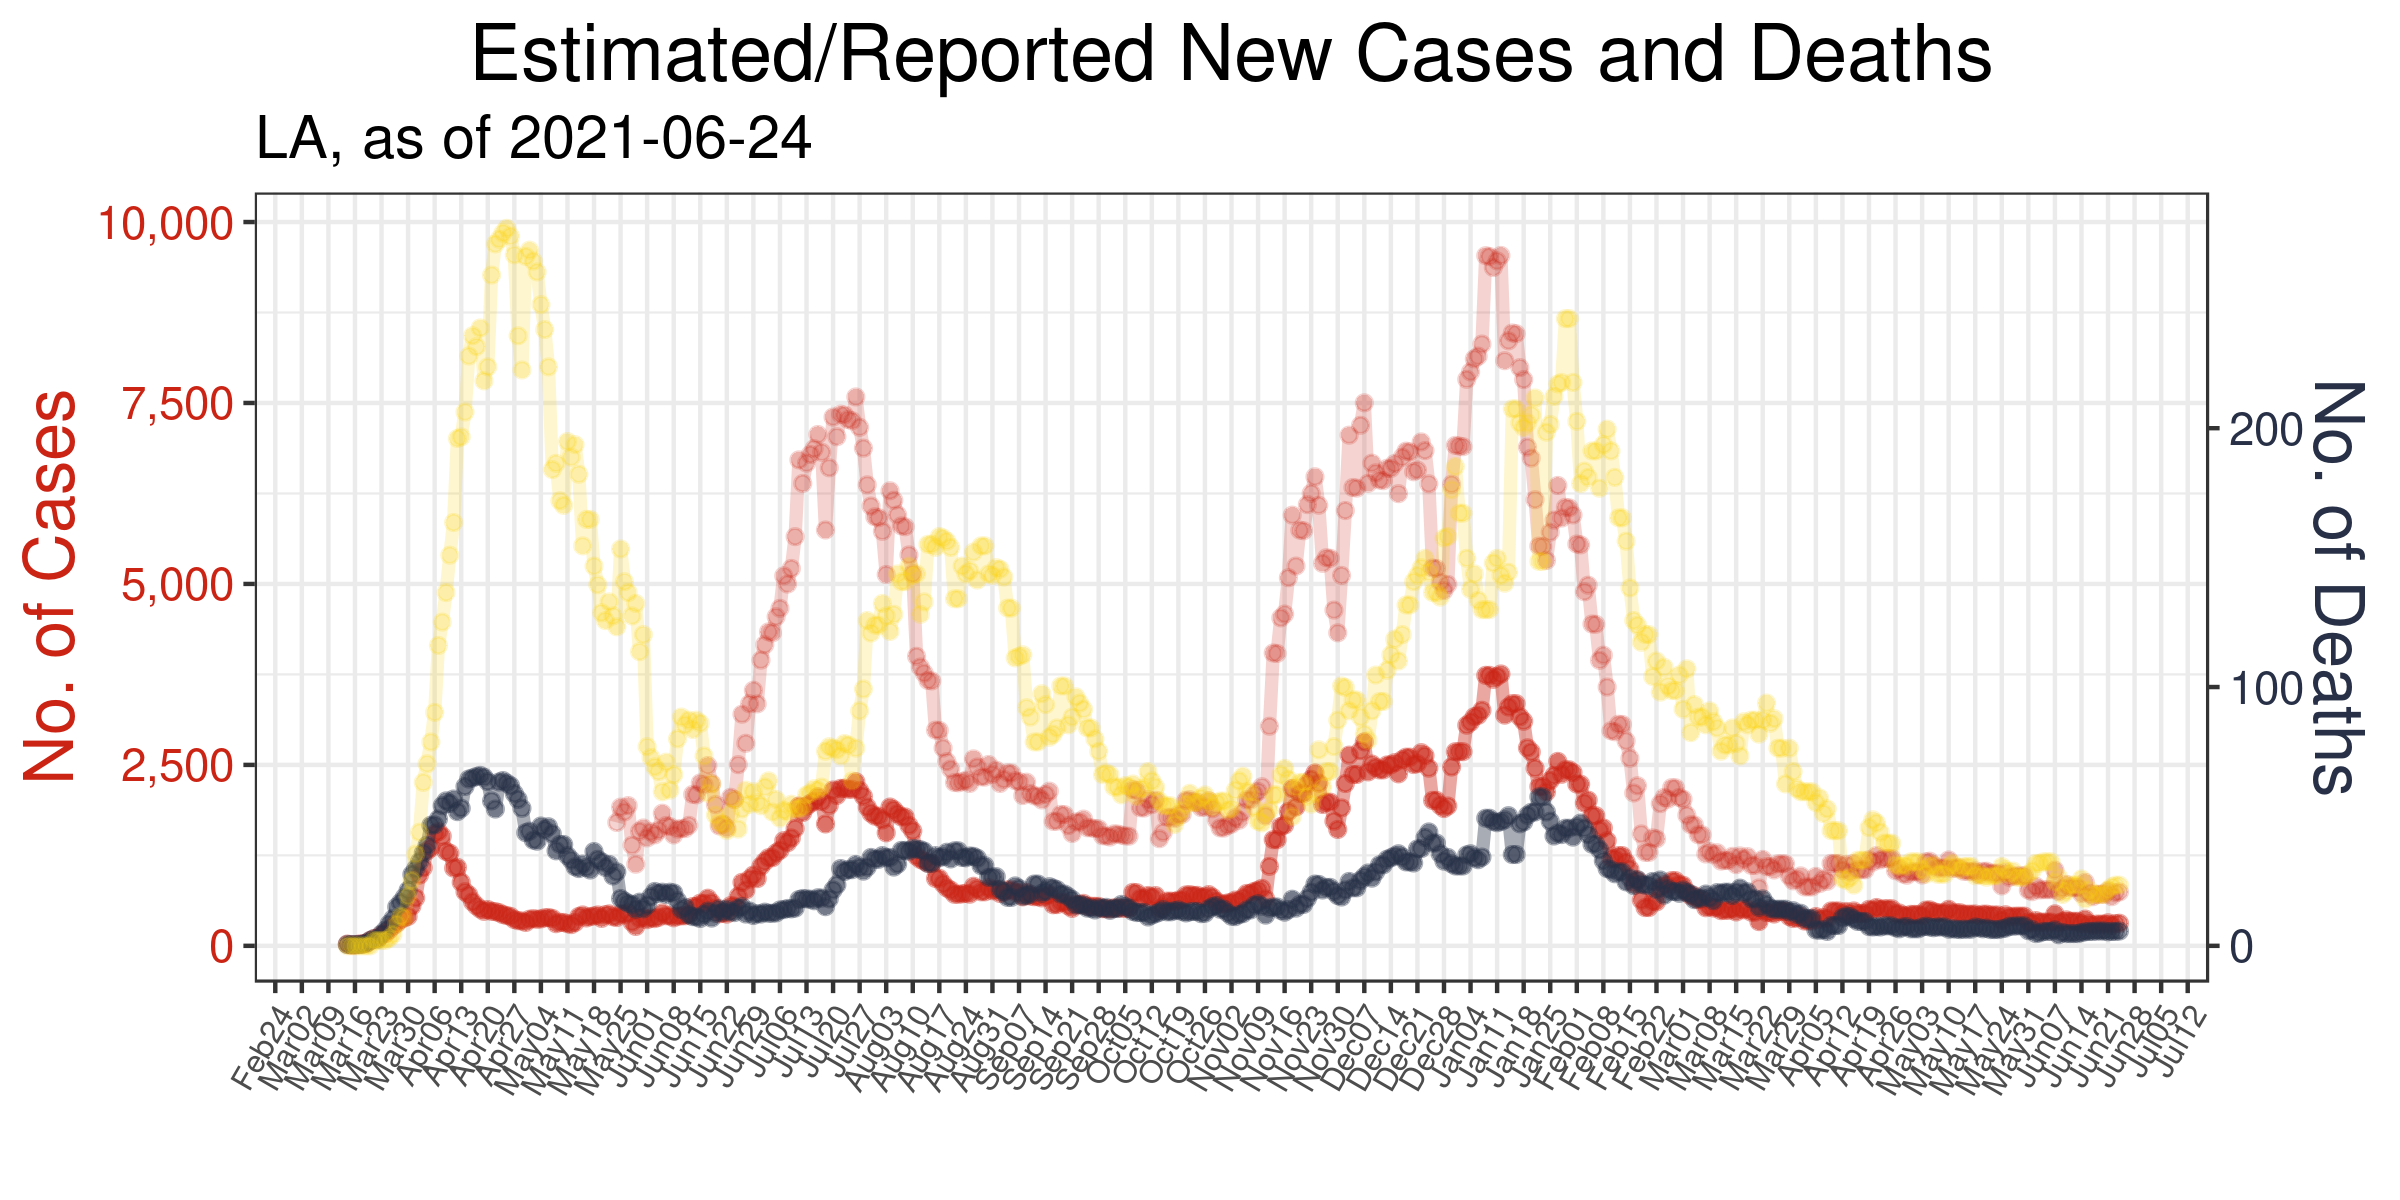 Estimated/Reported New Cases and Deaths
LA, as of 2021-06-24
No. of Cases
10,000
7,500
5,000
2,500
0
No. of Deaths
200
100
0
Feb24
Mar02
Mar09
Mar16
Mar23
Mar30
Apr06
Apr13
Apr20
Apr27
May04
May11
May18
May25
Jun01
Jun08
Jun15
Jun22
Jun29
Jul06
Jul13
Jul20
Jul27
Aug03
Aug10
Aug17
Aug24
Aug31
Sep07
Sep14
Sep21
Sep28
Oct05
Oct12
Oct19
Oct26
Nov02
Nov09
Nov16
Nov23
Nov30
Dec07
Dec14
Dec21
Dec28
Jan04
Jan11
Jan18
Jan25
Feb01
Feb08
Feb15
Feb22
Mar01
Mar08
Mar15
Mar22
Mar29
Apr05
Apr12
Apr19
Apr26
May03
May10
May17
May24
May31
Jun07
Jun14
Jun21
Jun28
Jul05
Jul12